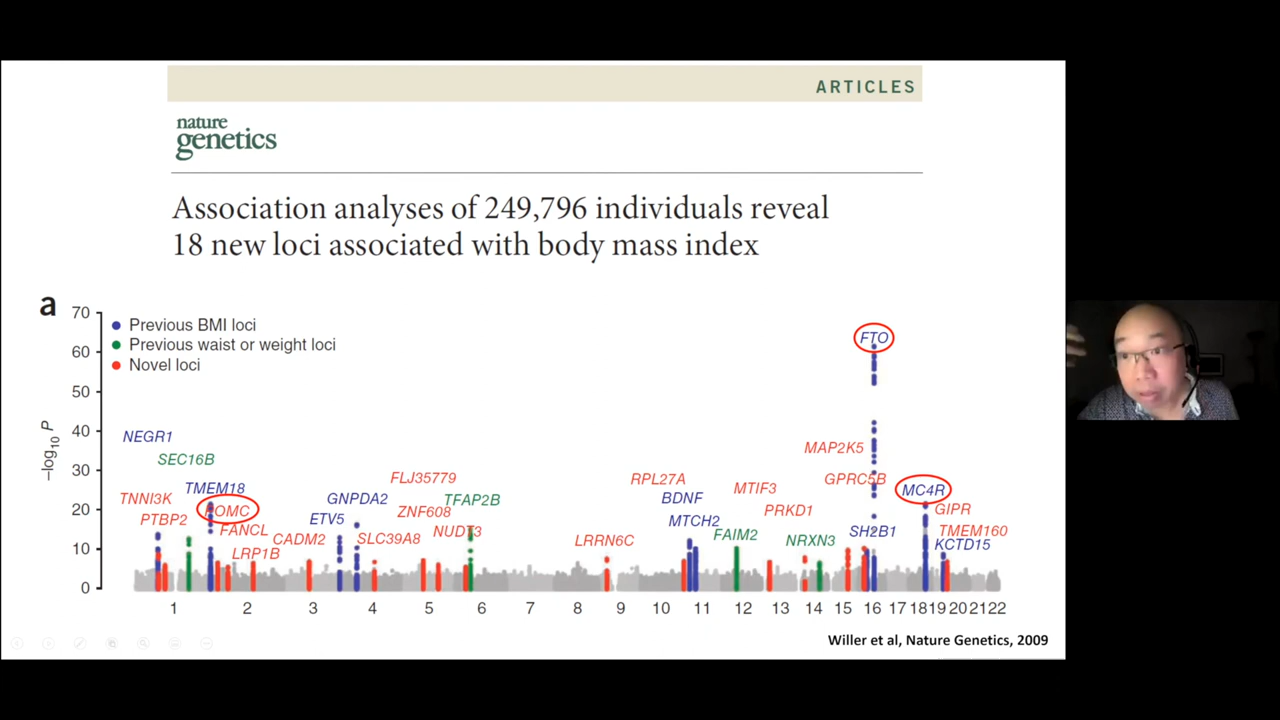 ARTICLES
nature
genetics
Association analyses of 249,796 individuals reveal
18 new loci associated with body mass index
a
Previous BMI loci
Previous waist or weight loci
Novel loci
–log10 P
70
60
50
40
30
20
10
0
FTO
NEGR1
MAP2K5
SEC16B
FLJ35779
RPL27A
GPRC5B
TMEM18
MTIF3
MC4R
TNNI3K
GNPDA2
TFAP2B
BDNF
POMC
ZNF608
PRKD1
GIPR
PTBP2
ETV5
MTCH2
FANCL
NUDT3
FAIM2
SH2B1
TMEM160
CADM2
SLC39A8
LRRN6C
NRXN3
KCTD15
LRP1B
1 2 3 4 5 6 7 8 9 10 11 12 13 14 15 16 17 18 19 20 21 22
Willer et al, Nature Genetics, 2009